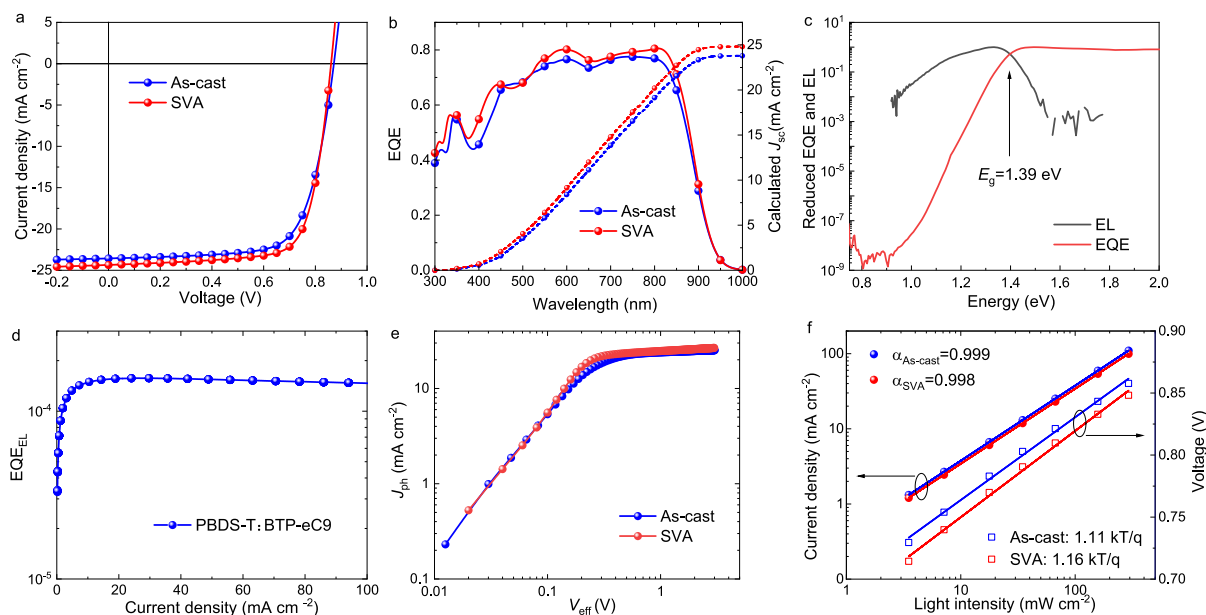 a
Current density (mA cm⁻²)
5
0
-5
-10
-15
-20
-25
-0.2
0.0
0.2
0.4
0.6
0.8
1.0
Voltage (V)
As-cast
SVA
b
EQE
0.8
0.6
0.4
0.2
0.0
300
400
500
600
700
800
900
1000
Wavelength (nm)
25
20
15
10
5
0
Calculated Jsc(mA cm⁻²)
As-cast
SVA
c
Reduced EQE and EL
10¹
10⁻¹
10⁻³
10⁻⁵
10⁻⁷
10⁻⁹
0.8
1.0
1.2
1.4
1.6
1.8
2.0
Energy (eV)
Eg=1.39 eV
EL
EQE
d
EQEEL
10⁻⁴
10⁻⁵
0
20
40
60
80
100
Current density (mA cm⁻²)
PBDS-T:BTP-eC9
e
Jph (mA cm⁻²)
10
1
0.1
0.01
0.1
1
Veff (V)
As-cast
SVA
f
Current density (mA cm⁻²)
100
10
1
0.1
1
10
100
Light intensity (mW cm⁻²)
0.90
0.85
0.80
0.75
0.70
Voltage (V)
αAs-cast=0.999
αSVA=0.998
As-cast: 1.11 kT/q
SVA: 1.16 kT/q